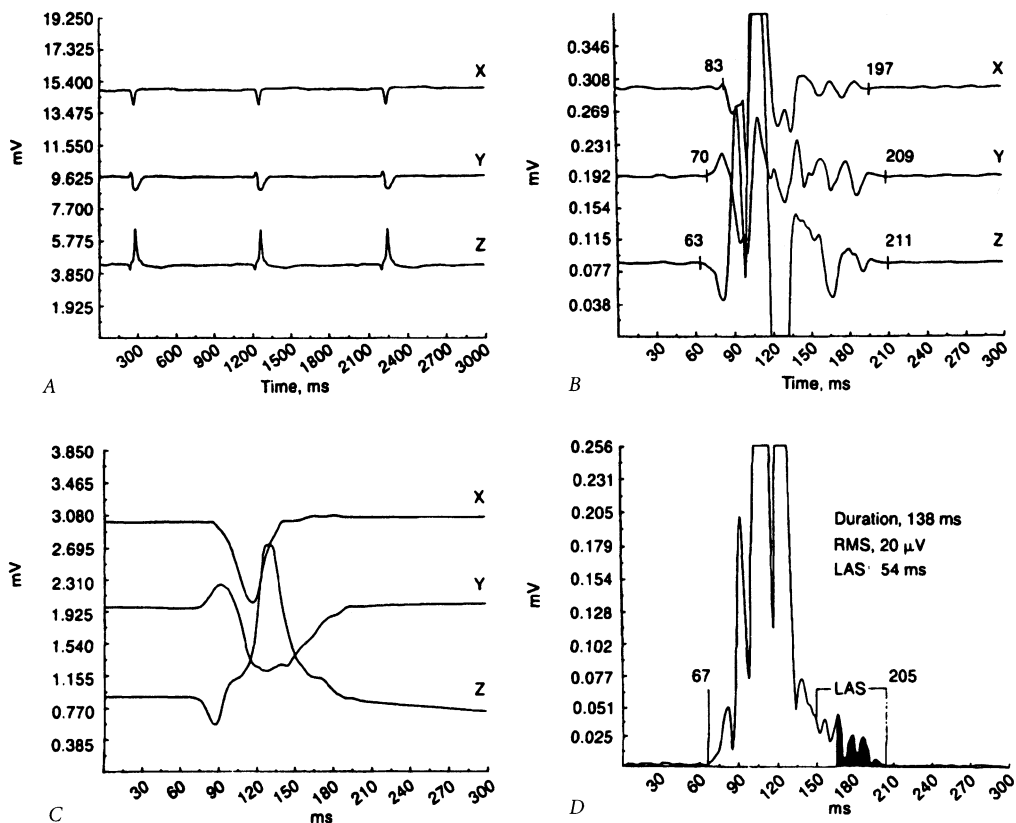 19.250
17.325
15.400
13.475
11.550
9.625
7.700
5.775
3.850
1.925
mV
X
Y
Z
300 600 900 1200 1500 1800 2100 2400 2700 3000
Time, ms
A
0.346
0.308
0.269
0.231
0.192
0.154
0.115
0.077
0.038
mV
83 197 X
70 209 Y
63 211 Z
30 60 90 120 150 180 210 240 270 300
Time, ms
B
3.850
3.465
3.080
2.695
2.310
1.925
1.540
1.155
0.770
0.385
mV
X
Y
Z
30 60 90 120 150 180 210 240 270 300
ms
C
0.256
0.231
0.205
0.179
0.154
0.128
0.102
0.077
0.051
0.025
mV
Duration, 138 ms
RMS, 20 µV
LAS 54 ms
67 LAS 205
30 60 90 120 150 180 210 240 270 300
ms
D